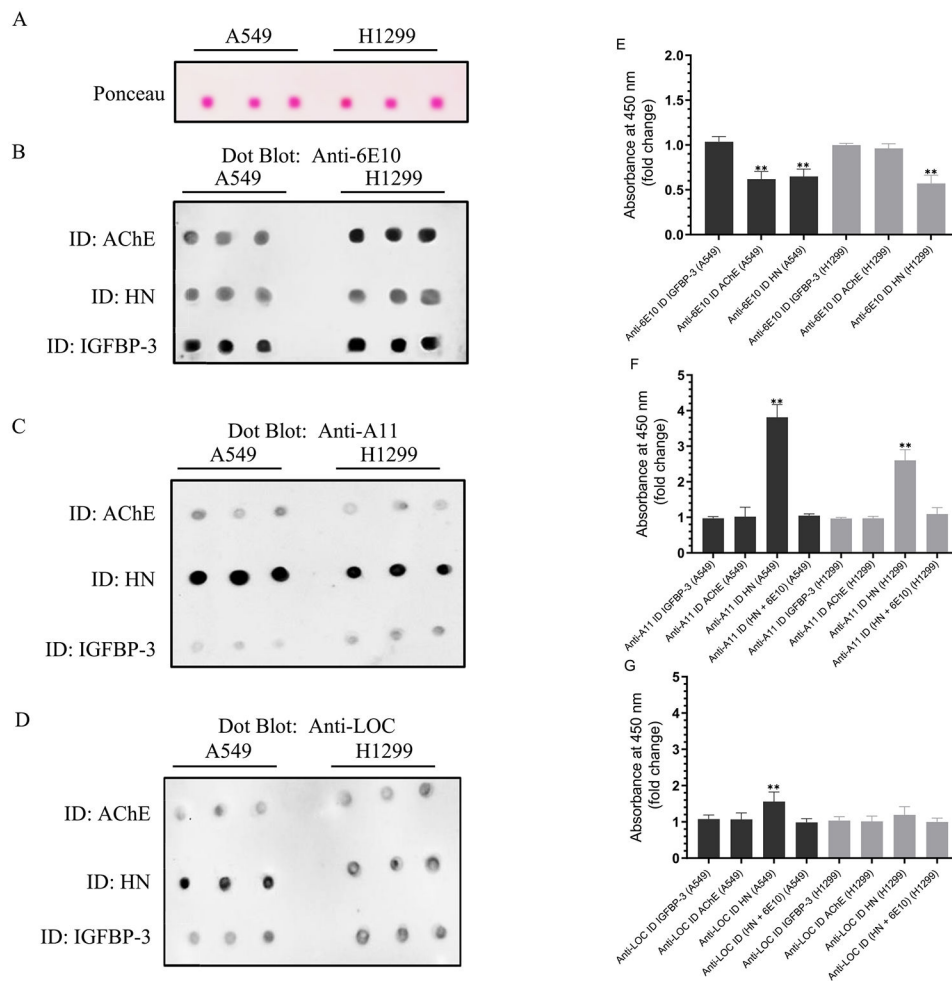 A
A549 H1299
Ponceau
B
Dot Blot: Anti-6E10
A549 H1299
ID: AChE
ID: HN
ID: IGFBP-3
C
Dot Blot: Anti-A11
A549 H1299
ID: AChE
ID: HN
ID: IGFBP-3
D
Dot Blot: Anti-LOC
A549 H1299
ID: AChE
ID: HN
ID: IGFBP-3
E
Absorbance at 450 nm
(fold change)
2.0
1.5
1.0
0.5
0.0
** ** **
Anti-6E10 ID IGFBP-3 (A549)
Anti-6E10 ID AChE (A549)
Anti-6E10 ID HN (A549)
Anti-6E10 ID IGFBP-3 (H1299)
Anti-6E10 ID AChE (H1299)
Anti-6E10 ID HN (H1299)
F
Absorbance at 450 nm
(fold change)
5
4
3
2
1
0
** **
Anti-A11 ID IGFBP-3 (A549)
Anti-A11 ID AChE (A549)
Anti-A11 ID HN (A549)
Anti-A11 ID (HN + 6E10) (A549)
Anti-A11 ID IGFBP-3 (H1299)
Anti-A11 ID AChE (H1299)
Anti-A11 ID HN (H1299)
Anti-A11 ID (HN + 6E10) (H1299)
G
Absorbance at 450 nm
(fold change)
5
4
3
2
1
0
**
Anti-LOC ID IGFBP-3 (A549)
Anti-LOC ID AChE (A549)
Anti-LOC ID HN (A549)
Anti-LOC ID (HN + 6E10) (A549)
Anti-LOC ID IGFBP-3 (H1299)
Anti-LOC ID AChE (H1299)
Anti-LOC ID HN (H1299)
Anti-LOC ID (HN + 6E10) (H1299)